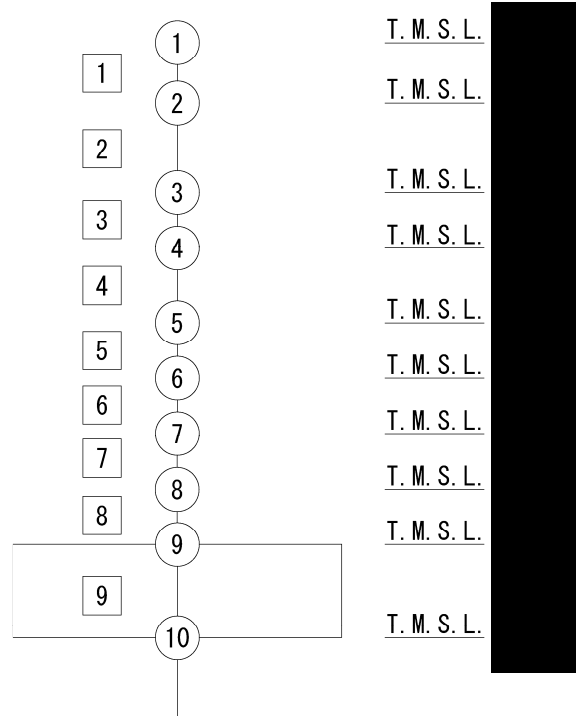 1 T. M. S. L.
1
2 T. M. S. L.
2
3 T. M. S. L.
3
4 T. M. S. L.
4
5 T. M. S. L.
5
6 T. M. S. L.
6
7 T. M. S. L.
7
8 T. M. S. L.
8
9 T. M. S. L.
9
10 T. M. S. L.